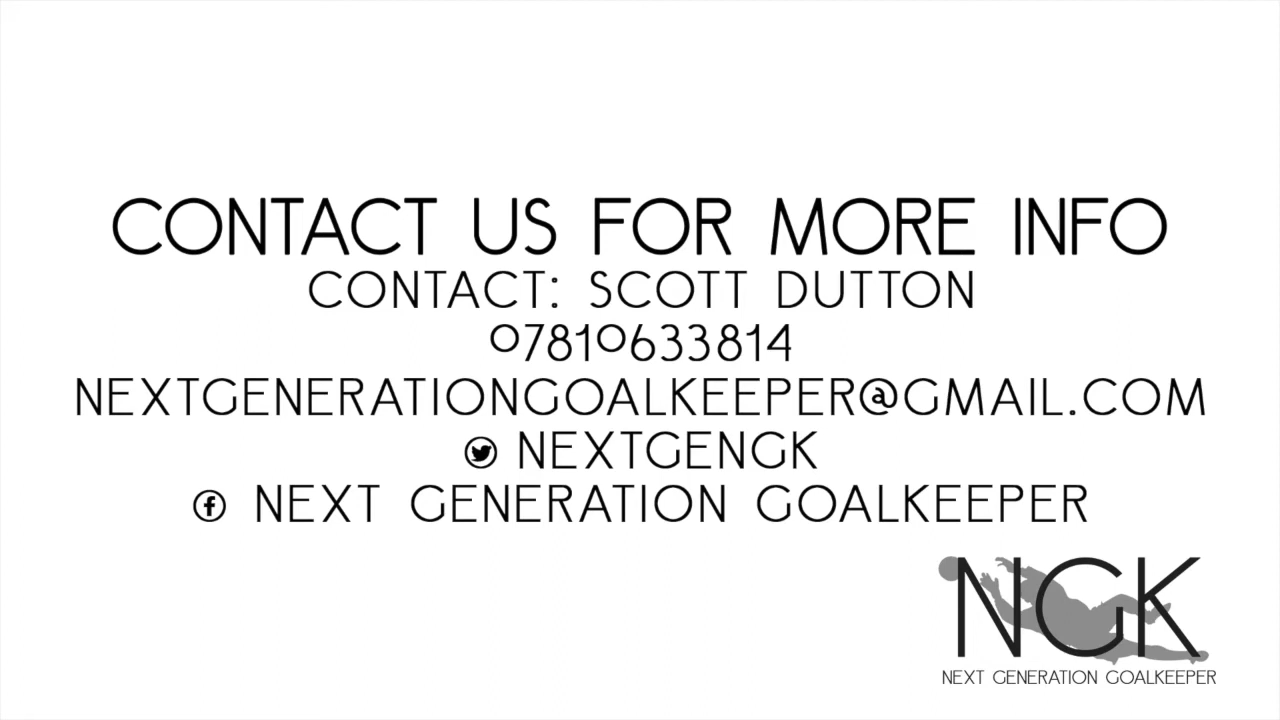 CONTACT US FOR MORE INFO
CONTACT: SCOTT DUTTON
07810633814
NEXTGENERATIONGOALKEEPER@GMAIL.COM
NEXTGENGK
NEXT GENERATION GOALKEEPER
NGK
NEXT GENERATION GOALKEEPER